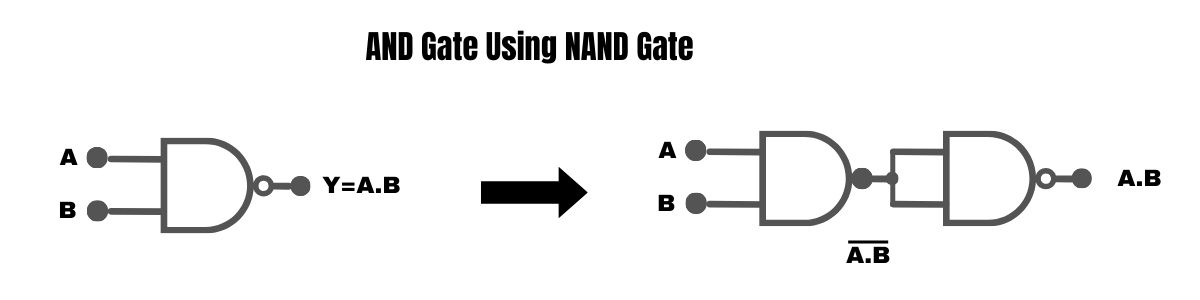 AND Gate Using NAND Gate
A
B
Y=A.B
A
B
A.B
A.B